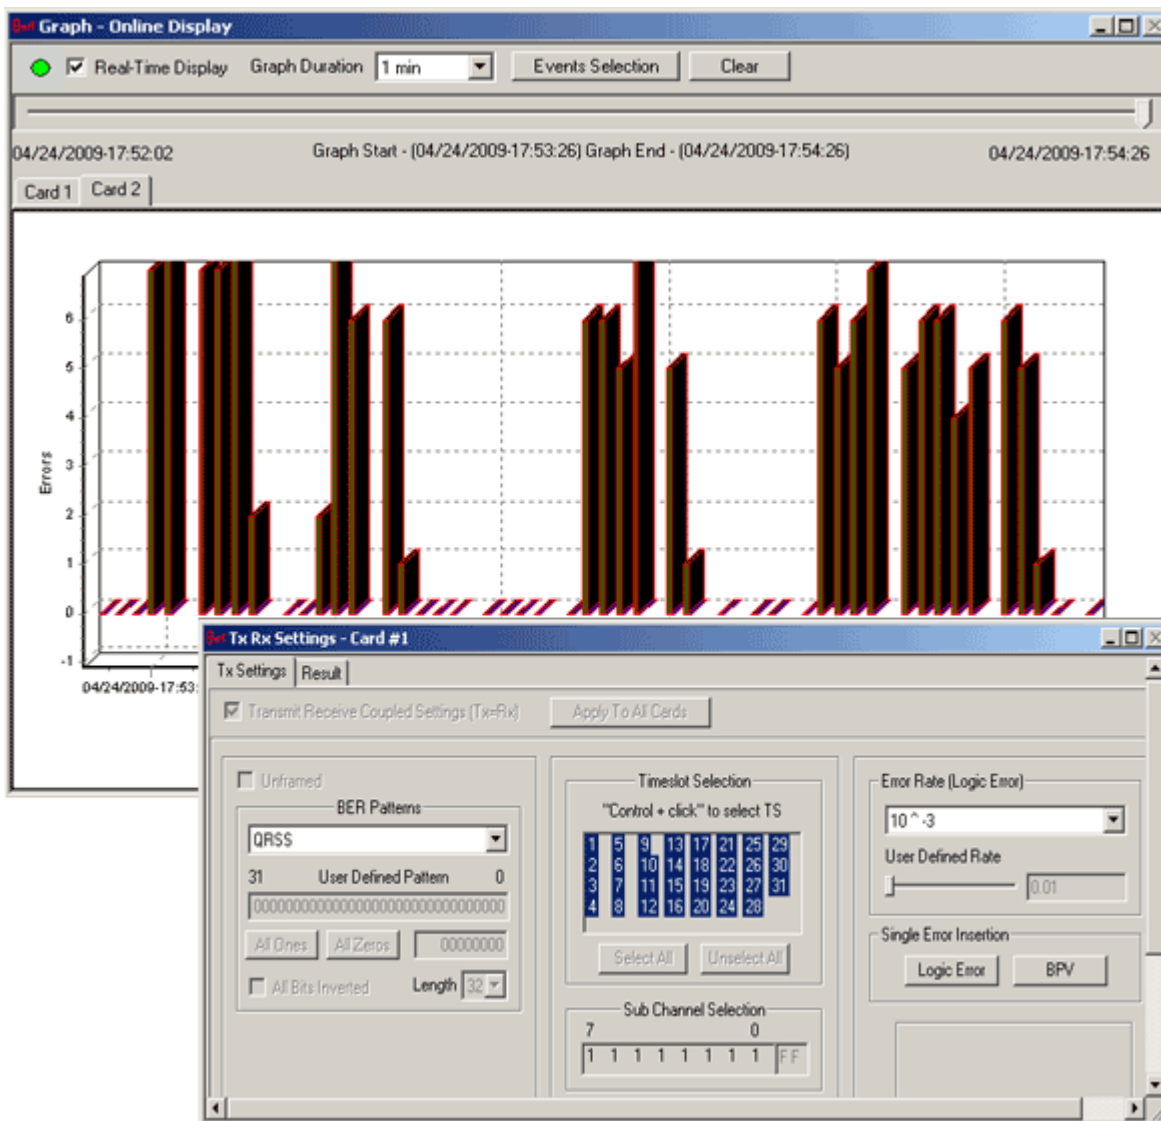 Bert Graph - Online Display
Real-Time Display Graph Duration 1 min Events Selection Clear
04/24/2009-17:52:02 Graph Start - (04/24/2009-17:53:26) Graph End - (04/24/2009-17:54:26) 04/24/2009-17:54:26
Card 1 Card 2
6
5
4
3
2
1
0
-1
Errors
04/24/2009-17:53:
Bert Tx Rx Settings - Card #1
Tx Settings Result
Transmit Receive Coupled Settings (Tx=Rx) Apply To All Cards
Unframed
BER Patterns
QRSS
31 User Defined Pattern 0
00000000000000000000000000000000
All Ones All Zeros 00000000
All Bits Inverted Length 32
Timeslot Selection
"Control + click" to select TS
1 5 9 13 17 21 25 29
2 6 10 14 18 22 26 30
3 7 11 15 19 23 27 31
4 8 12 16 20 24 28
Select All Unselect All
Sub Channel Selection
7 0
1 1 1 1 1 1 1 1 FF
Error Rate (Logic Error)
10 ^ -3
User Defined Rate
0.01
Single Error Insertion
Logic Error BPV